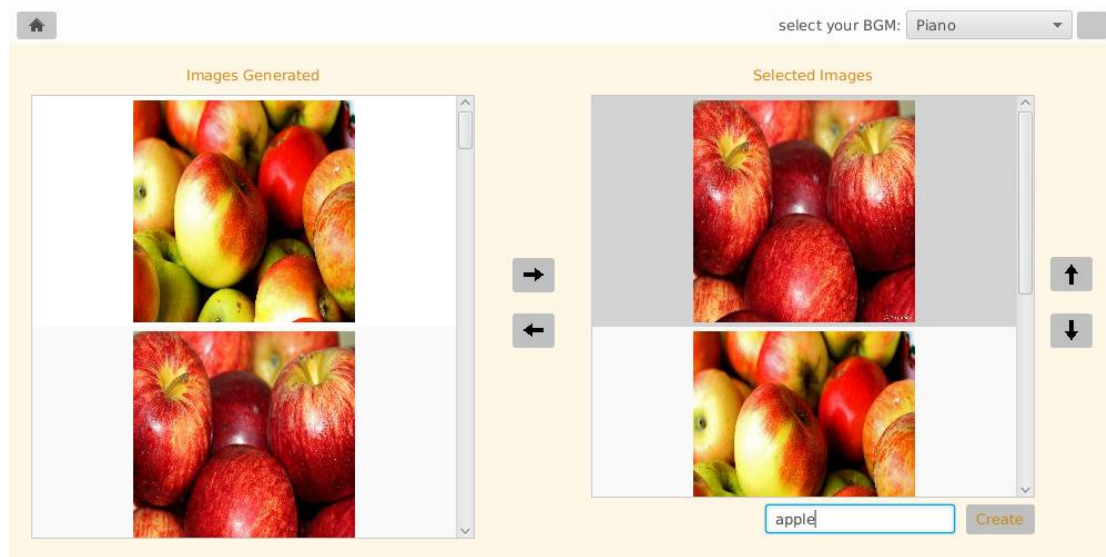 select your BGM: Piano
Images Generated
Selected Images
apple
Create